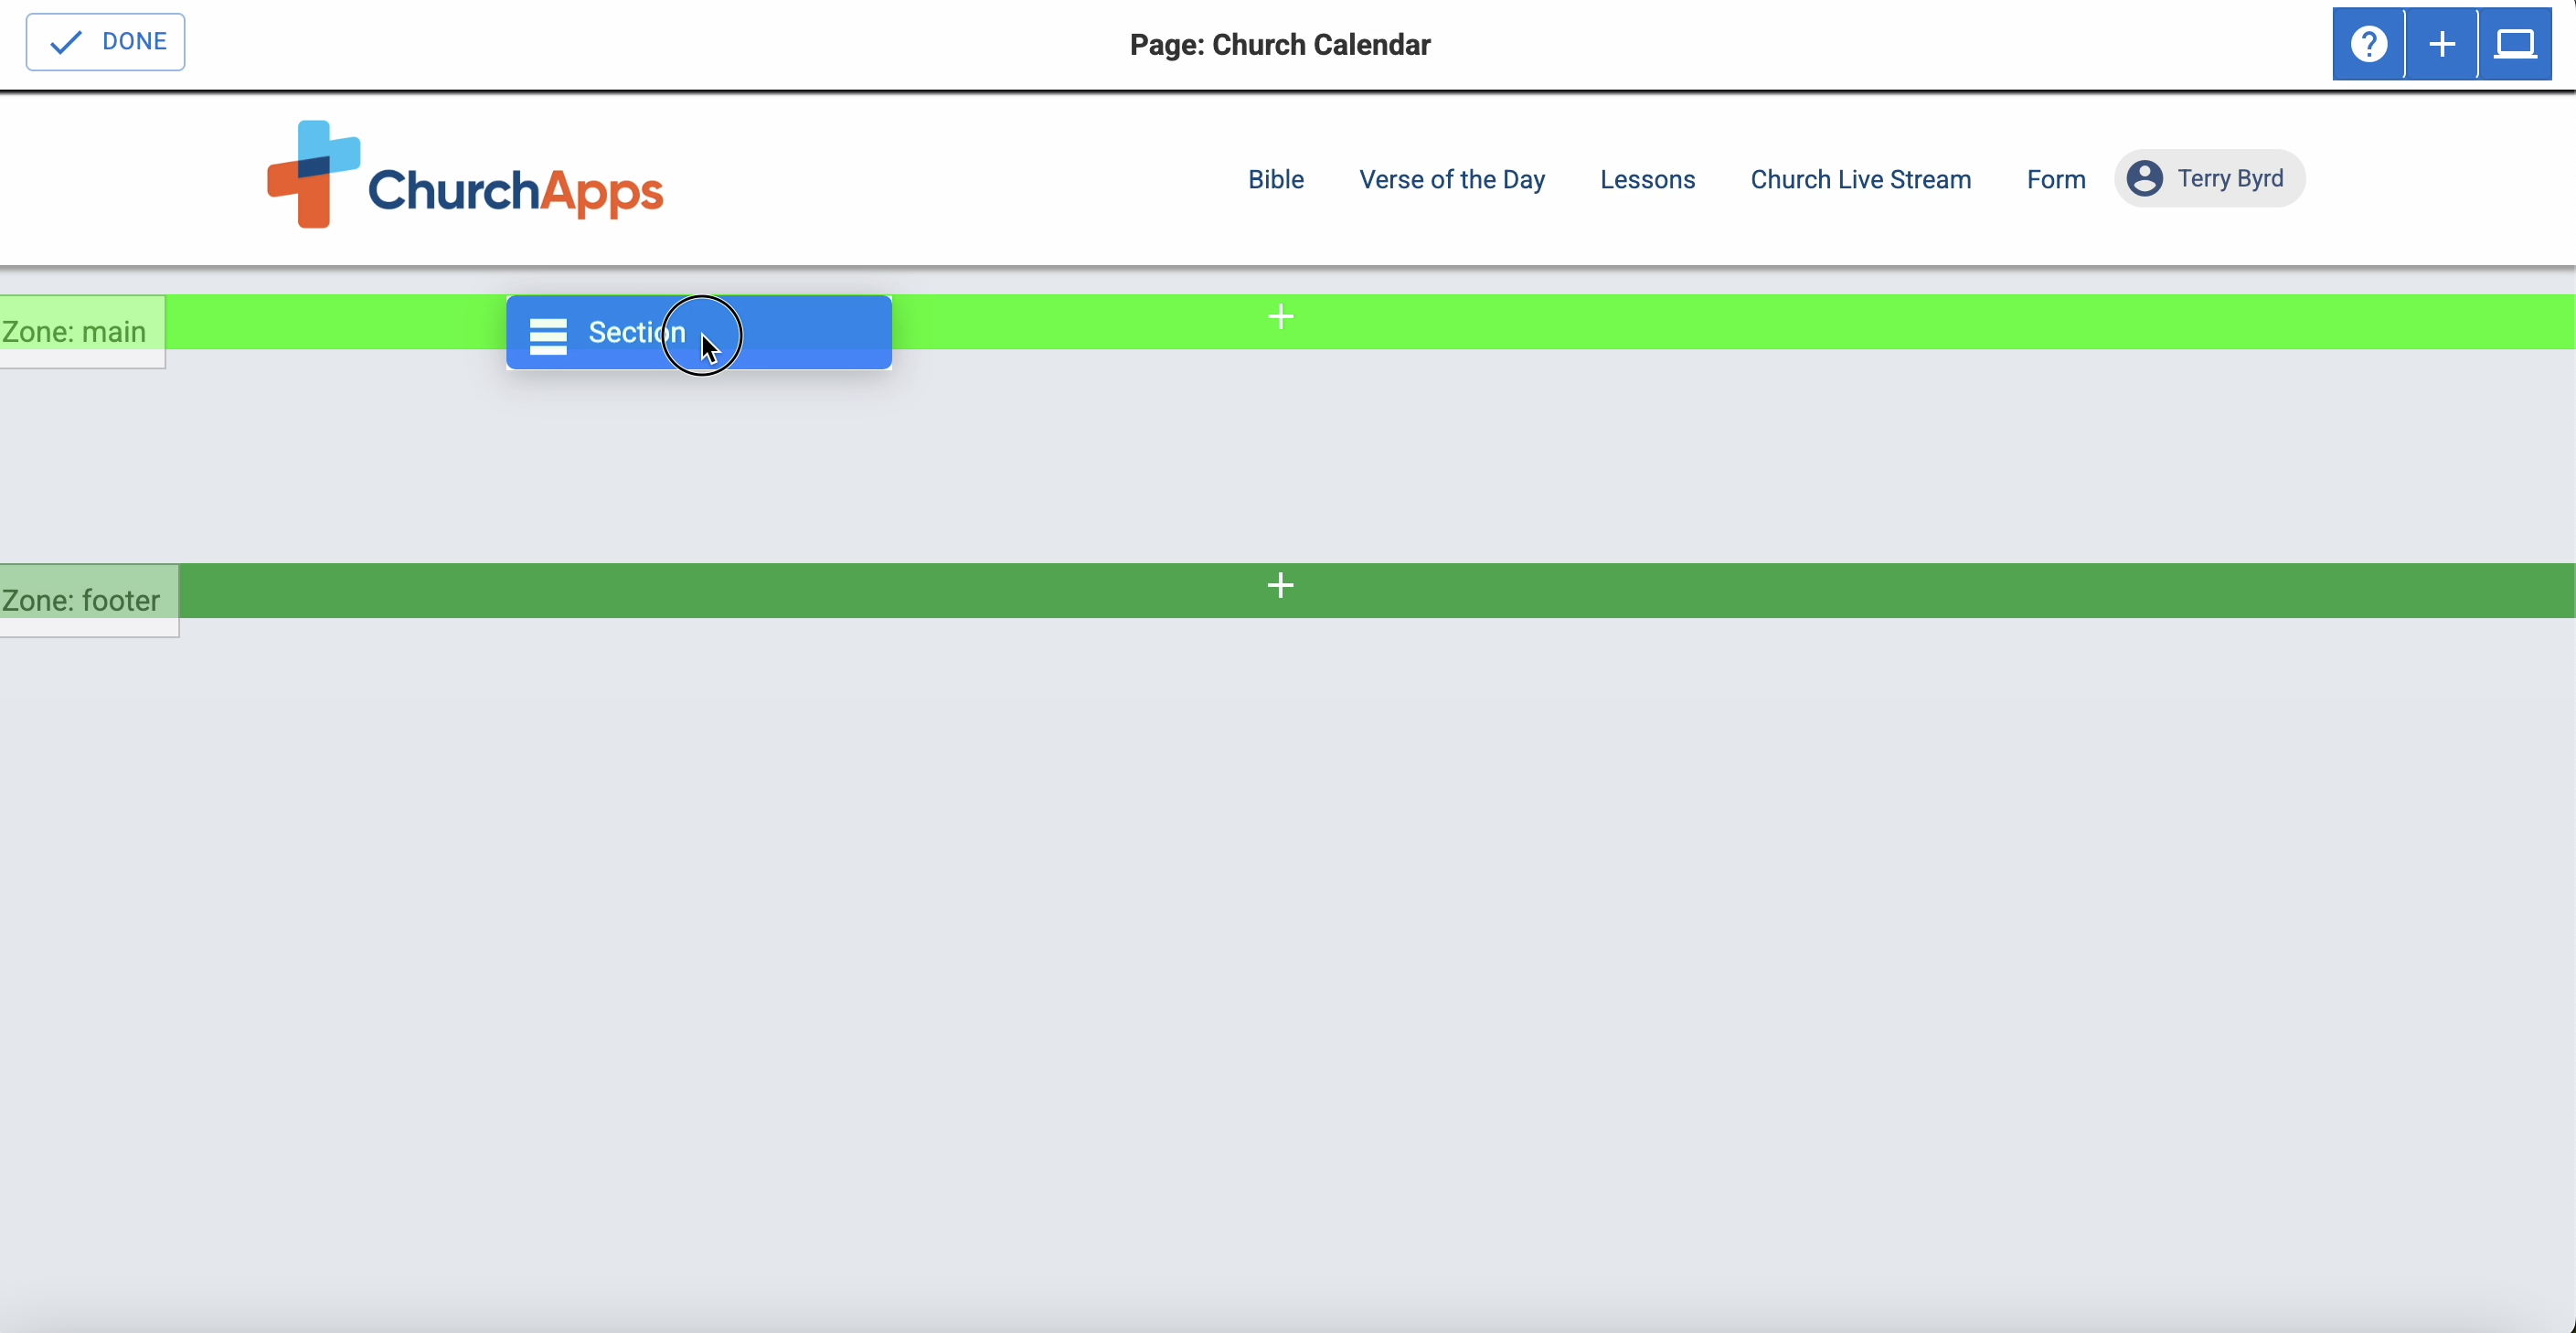 DONE
Page: Church Calendar
ChurchApps
Bible Verse of the Day Lessons Church Live Stream Form Terry Byrd
Zone: main
Section
Zone: footer